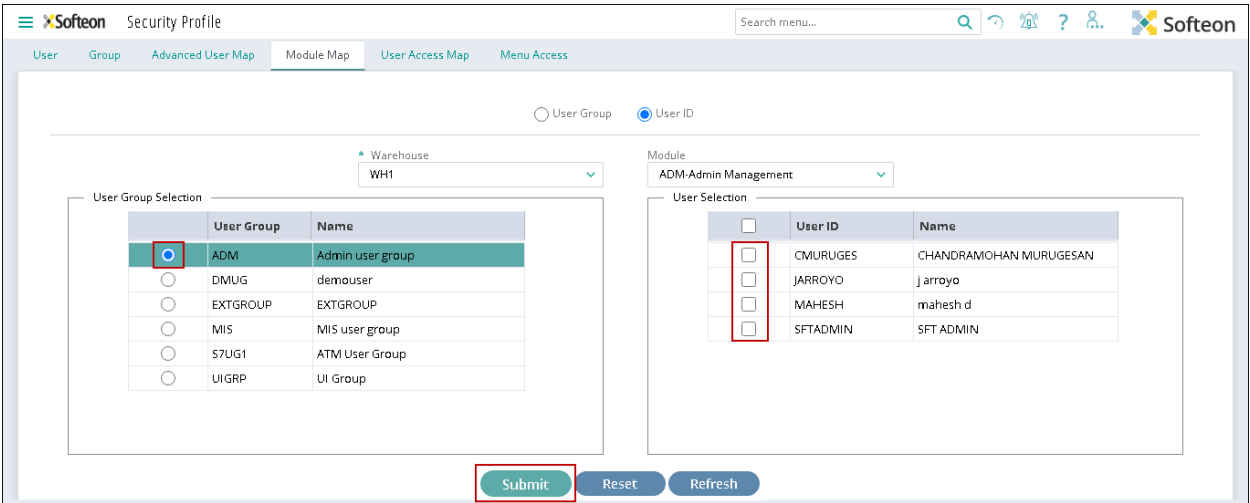 Softeon Security Profile Search menu... ? Softeon
User Group Advanced User Map Module Map User Access Map Menu Access
User Group User ID
* Warehouse Module
WH1 ADM-Admin Management
User Group Selection User Selection
User Group Name User ID Name
ADM Admin user group CMURUGES CHANDRAMOHAN MURUGESAN
DMUG demouser JARROYO j arroyo
EXTGROUP EXTGROUP MAHESH mahesh d
MIS MIS user group SFTADMIN SFT ADMIN
S7UG1 ATM User Group
UIGRP UI Group
Submit Reset Refresh